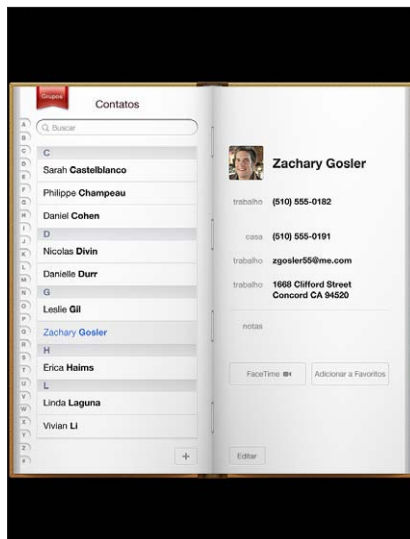 Grupos
Contatos
Buscar
A
B
C
D
E
F
G
H
I
J
K
L
M
N
O
P
Q
R
S
T
U
V
W
X
Y
Z
#
C
Sarah Castelblanco
Philippe Champeau
Daniel Cohen
D
Nicolas Divin
Danielle Durr
G
Leslie Gil
Zachary Gosler
H
Erica Haims
L
Linda Laguna
Vivian Li
+
Zachary Gosler
trabalho (510) 555-0182
casa (510) 555-0191
trabalho zgosler55@me.com
trabalho 1668 Clifford Street
Concord CA 94520
notas
FaceTime Adicionar a Favoritos
Editar